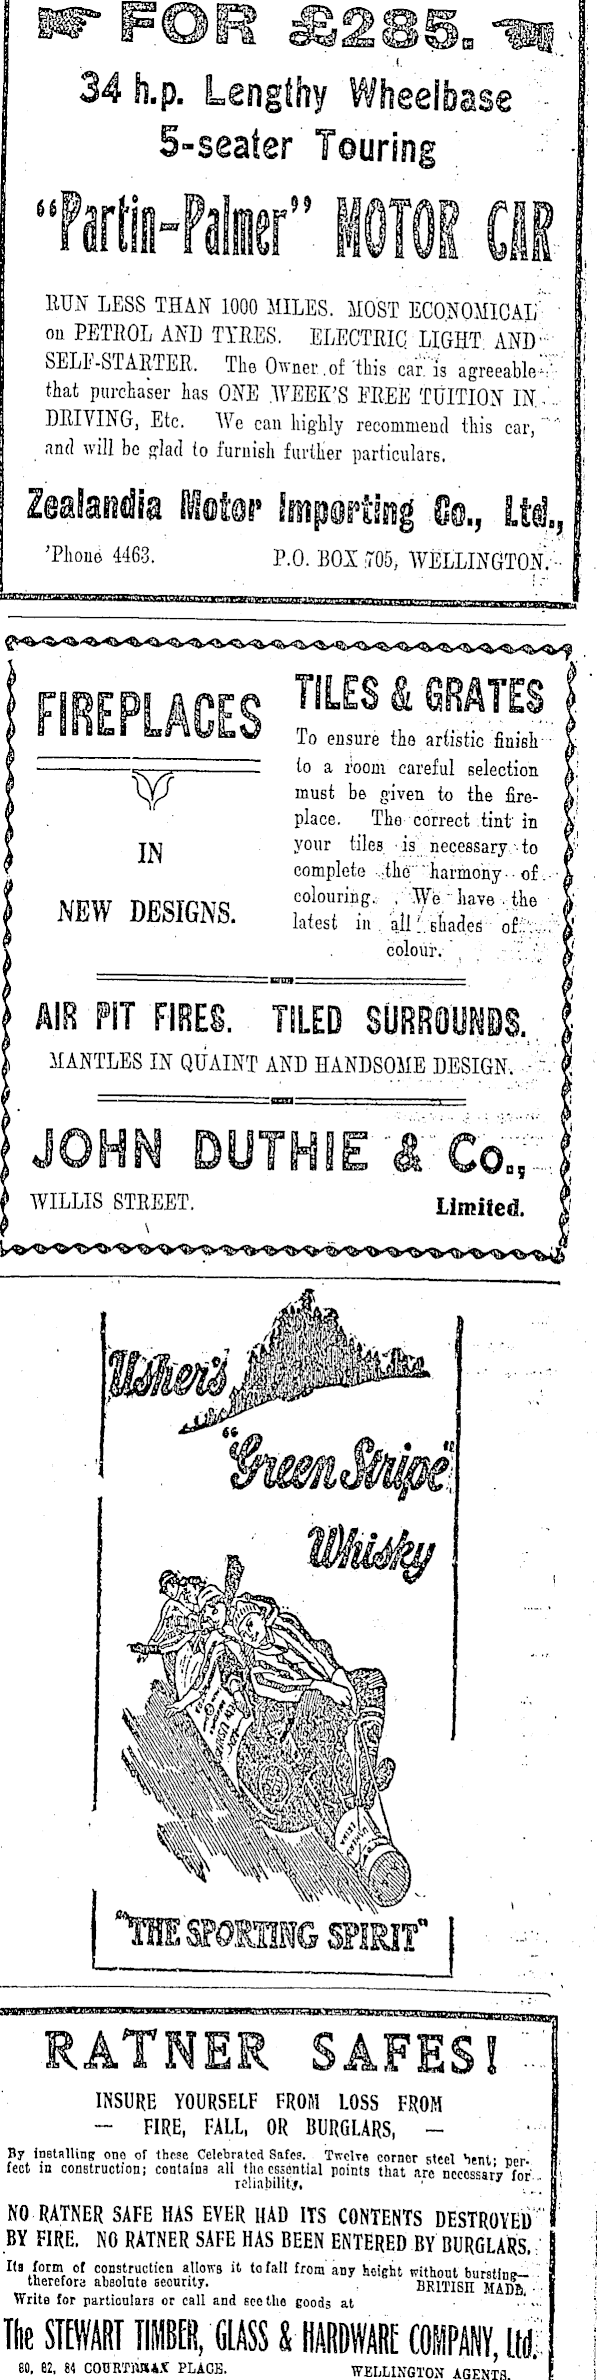 FOR £285.
34 h.p. Lengthy Wheelbase
5-seater Touring
"Partin-Palmer" MOTOR CAR
RUN LESS THAN 1000 MILES. MOST ECONOMICAL
on PETROL AND TYRES. ELECTRIC LIGHT AND
SELF-STARTER. The Owner of this car is agreeable
that purchaser has ONE WEEK'S FREE TUITION IN
DRIVING, Etc. We can highly recommend this car,
and will be glad to furnish further particulars.
Zealandia Motor Importing Co., Ltd.,
'Phone 4463. P.O. BOX 705, WELLINGTON.
FIREPLACES
IN
NEW DESIGNS.
TILES & GRATES
To ensure the artistic finish
to a room careful selection
must be given to the fire-
place. The correct tint in
your tiles is necessary to
complete the harmony of
colouring. We have the
latest in all shades of
colour.
AIR PIT FIRES. TILED SURROUNDS.
MANTLES IN QUAINT AND HANDSOME DESIGN.
JOHN DUTHIE & Co.,
WILLIS STREET. Limited.
Usher's
"Green Stripe"
Whisky
"THE SPORTING SPIRIT"
RATNER SAFES!
INSURE YOURSELF FROM LOSS FROM
— FIRE, FALL, OR BURGLARS, —
By installing one of these Celebrated Safes. Twelve corner steel bent; per-
fect in construction; contains all the essential points that are necessary for
reliability.
NO RATNER SAFE HAS EVER HAD ITS CONTENTS DESTROYED
BY FIRE. NO RATNER SAFE HAS BEEN ENTERED BY BURGLARS.
Its form of construction allows it to fall from any height without bursting—
therefore absolute security. BRITISH MADE.
Write for particulars or call and see the goods at
The STEWART TIMBER, GLASS & HARDWARE COMPANY, Ltd.
80, 82, 84 COURTENAY PLACE. WELLINGTON AGENTS.